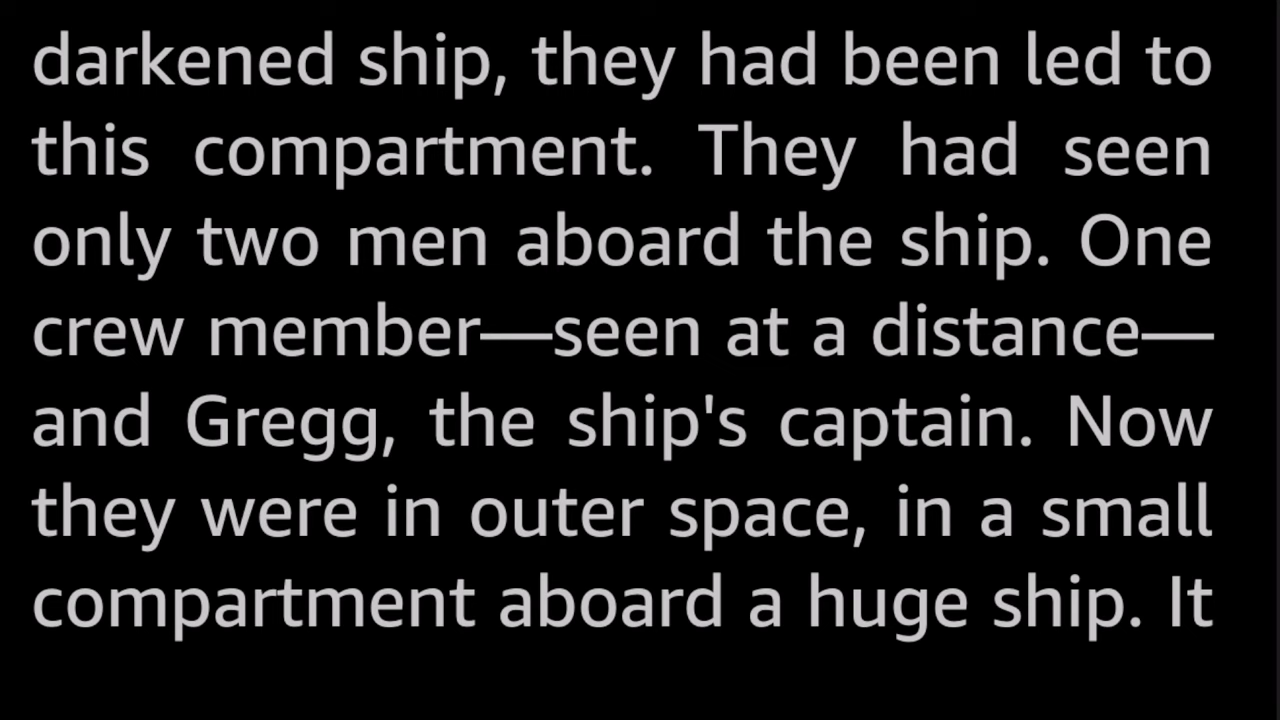 darkened ship, they had been led to
this compartment. They had seen
only two men aboard the ship. One
crew member—seen at a distance—
and Gregg, the ship's captain. Now
they were in outer space, in a small
compartment aboard a huge ship. It